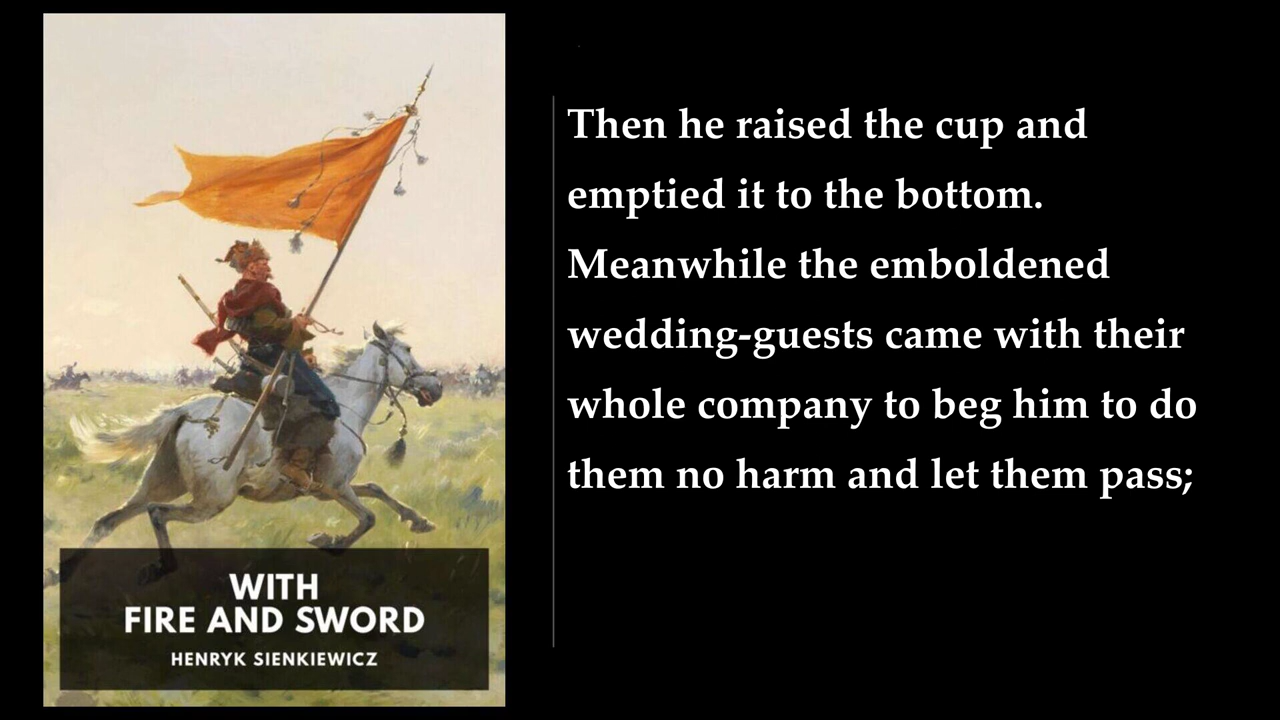 WITH
FIRE AND SWORD
HENRYK SIENKIEWICZ
Then he raised the cup and
emptied it to the bottom.
Meanwhile the emboldened
wedding-guests came with their
whole company to beg him to do
them no harm and let them pass;